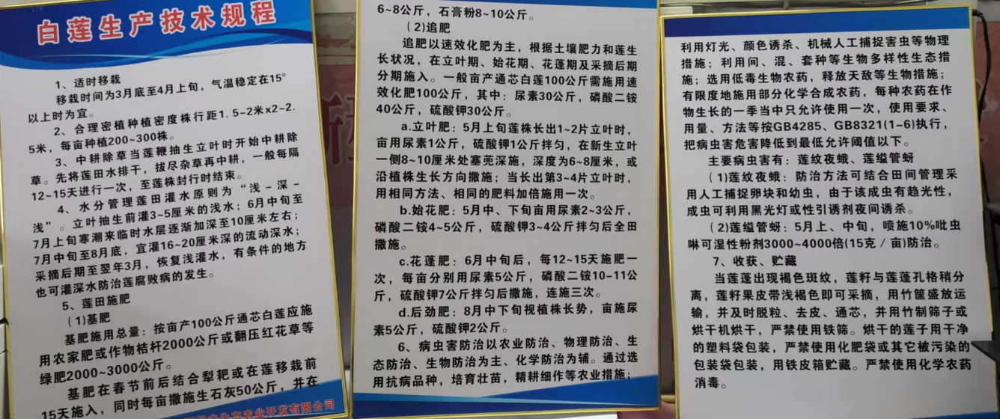 白莲生产技术规程
1、适时移栽
移栽时间为3月底至4月上旬，气温稳定在15°
以上时为宜。
2、合理密植种植密度株行距1.5-2米x2~2.
5米，每亩种植200~300株。
3、中耕除草当莲鞭抽生立叶时开始中耕除
草。先将莲田水排干，拔尽杂草再中耕，一般每隔
12~15天进行一次，至莲株封行时结束。
4、水分管理莲田灌水原则为“浅-深-
浅”。立叶抽生前灌3~5厘米的浅水；6月中旬至
7月上旬寒潮来临时水层逐渐加深至10厘米左右；
7月中旬至8月底，宜灌16~20厘米深的流动深水；
采摘后期至翌年3月，恢复浅灌水，有条件的地方
也可灌深水防治莲腐败病的发生。
5、莲田施肥
(1)基肥
基肥施用总量：按亩产100公斤通芯白莲应施
用农家肥或作物秸杆2000公斤或翻压红花草等
绿肥2000~3000公斤。
基肥在春节前后结合犁耙或在莲移栽前
15天施入，同时每亩撒施生石灰50公斤，并在
生态农业开发有限公司
6~8公斤，石膏粉8~10公斤。
(2)追肥
追肥以速效化肥为主，根据土壤肥力和莲生
长状况，在立叶期、始花期、花蓬期及采摘后期
分期施入。一般亩产通芯白莲100公斤需施用速
效化肥100公斤，其中：尿素30公斤，磷酸二铵
40公斤，硫酸钾30公斤。
a.立叶肥：5月上旬莲株长出1~2片立叶时，
亩用尿素1公斤，硫酸钾1公斤拌匀，在新生立叶
一侧8~10厘米处塞蔸深施，深度为6~8厘米，或
沿植株生长方向撒施；当长出第3~4片立叶时，
用相同方法、相同的肥料加倍施用一次。
b.始花肥：5月中、下旬亩用尿素2~3公斤，
磷酸二铵4~5公斤，硫酸钾3~4公斤拌匀后全田
撒施。
c.花蓬肥：6月中旬后，每12~15天施肥一
次，每亩分别用尿素5公斤，磷酸二铵10-11公
斤，硫酸钾7公斤拌匀后撒施，连施三次。
d.后劲肥：8月中下旬视植株长势，亩施尿
素5公斤，硫酸钾2公斤。
6、病虫害防治以农业防治、物理防治、生
态防治、生物防治为主、化学防治为辅。通过选
用抗病品种，培育壮苗，精耕细作等农业措施；
利用灯光、颜色诱杀、机械人工捕捉害虫等物理
措施；利用间、混、套种等生物多样性生态措
施；选用低毒生物农药，释放天敌等生物措施；
有限度地施用部分化学合成农药，每种农药在作
物生长的一季当中只允许使用一次，使用要求、
用量、方法等按GB4285、GB8321(1-6)执行，
把病虫害危害降低到最低允许阈值以下。
主要病虫害有：莲纹夜蛾、莲缢管蚜
(1)莲纹夜蛾：防治方法可结合田间管理采
用人工捕捉卵块和幼虫，由于该成虫有趋光性，
成虫可利用黑光灯或性引诱剂夜间诱杀。
(2)莲缢管蚜：5月上、中旬，喷施10%吡虫
啉可湿性粉剂3000~4000倍(15克／亩)防治。
7、收获、贮藏
当莲蓬出现褐色斑纹，莲籽与莲蓬孔格稍分
离，莲籽果皮带浅褐色即可采摘，用竹筐盛放运
输，并及时脱粒、去皮、通芯，并用竹制筛子或
烘干机烘干，严禁使用铁筛。烘干的莲子用干净
的塑料袋包装，严禁使用化肥袋或其它被污染的
包装袋包装，用铁皮箱贮藏。严禁使用化学农药
消毒。